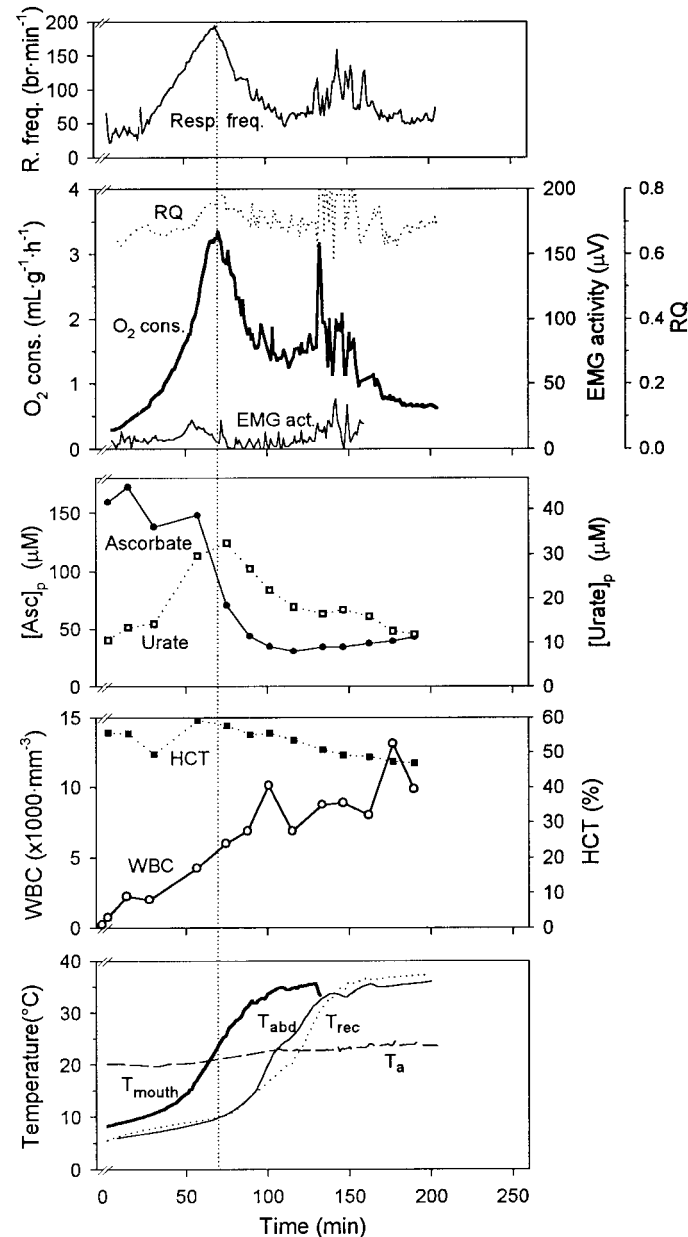 R. freq. (br·min⁻¹)
200
150
100
50
0
Resp. freq.
O₂ cons. (mL·g⁻¹·h⁻¹)
4
3
2
1
0
RQ
O₂ cons.
EMG act.
200
150
100
50
0
EMG activity (µV)
0.8
0.6
0.4
0.2
0.0
RQ
[Asc]ₚ (µM)
150
100
50
0
Ascorbate
Urate
40
30
20
10
0
[Urate]ₚ (µM)
WBC (x1000·mm⁻³)
15
10
5
0
HCT
WBC
60
50
40
30
20
10
0
HCT (%)
Temperature(°C)
40
30
20
10
0
T mouth
T abd
T rec
T a
0 50 100 150 200 250
Time (min)